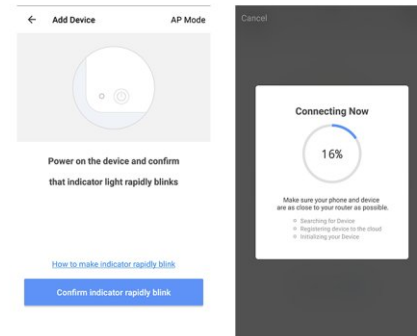 Add Device
AP Mode
Power on the device and confirm
that indicator light rapidly blinks
How to make indicator rapidly blink
Confirm indicator rapidly blink
Cancel
Connecting Now
16%
Make sure your phone and device
are as close to your router as possible.
Searching for Device
Registering device to the cloud
Initializing your Device